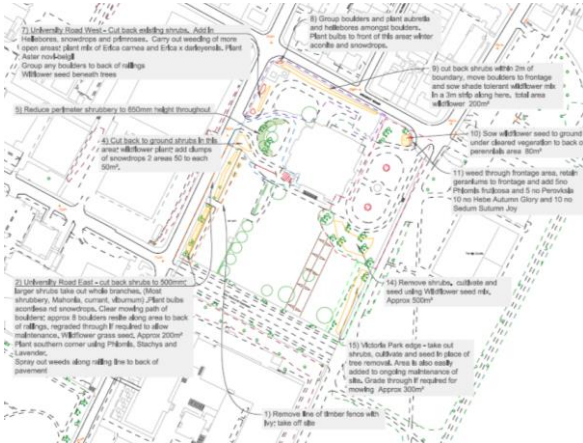 7) University Road West - Cut back existing shrubs. Add in
Hellebores, snowdrops and primroses. Carry out weeding of more
open areas; plant mix of Erica carnea and Erica x darleyensis. Plant
Aster novi-belgii
Group any boulders to back of railings
Wildflower seed beneath trees
8) Group boulders and plant aubretia
and hellebores amongst boulders.
Plant bulbs to front of this area; winter
aconite and snowdrops.
9) cut back shrubs within 2m of
boundary, move boulders to frontage
and sow shade tolerant wildflower mix
in a 3m strip along here, total area
wildflower 200m²
5) Reduce perimeter shrubbery to 850mm height throughout
4) Cut back to ground shrubs in this
area; wildflower plant; add clumps
of snowdrops 2 areas 50 to each
50m².
10) Sow wildflower seed to ground
under cleared vegetation to back of
perennials area 80m²
11) weed through frontage area, retain
geraniums to frontage and add 5no
Phlomis fruticosa and 5 no Perovksia
10 no Hebe Autumn Glory and 10 no
Sedum Sutumn Joy
2) University Road East - cut back shrubs to 500mm;
larger shrubs take out whole branches, (Most
shrubbery, Mahonia, currant, viburnum) .Plant bulbs
aconites nd snowdrops. Clear mowing path of
boulders; approx 8 boulders resite along area to back
of railings, regraded through if required to allow
maintenance, Wildflower grass seed, Approx 200m²
Plant southern corner using Phlomis, Stachys and
Lavender.
Spray out weeds along railing line to back of
pavement
14) Remove shrubs, cultivate and
seed using Wildflower seed mix,
Approx 500m²
15) Victoria Park edge - take out
shrubs, cultivate and seed in place of
tree removal. Area is also easily
added to ongoing maintenance of
site. Grade through if required for
mowing Approx 300m²
1) Remove line of timber fence with
Ivy; take off site